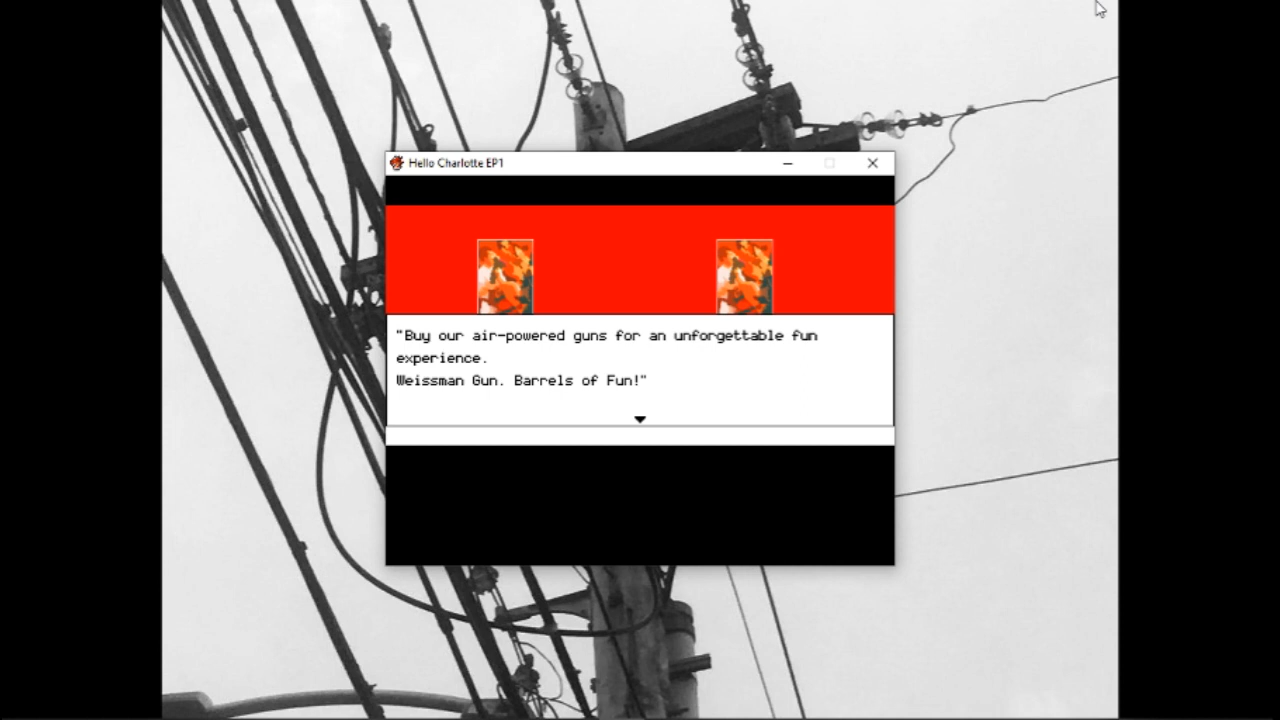 Hello Charlotte EP1
"Buy our air-powered guns for an unforgettable fun
experience.
Weissman Gun. Barrels of Fun!"